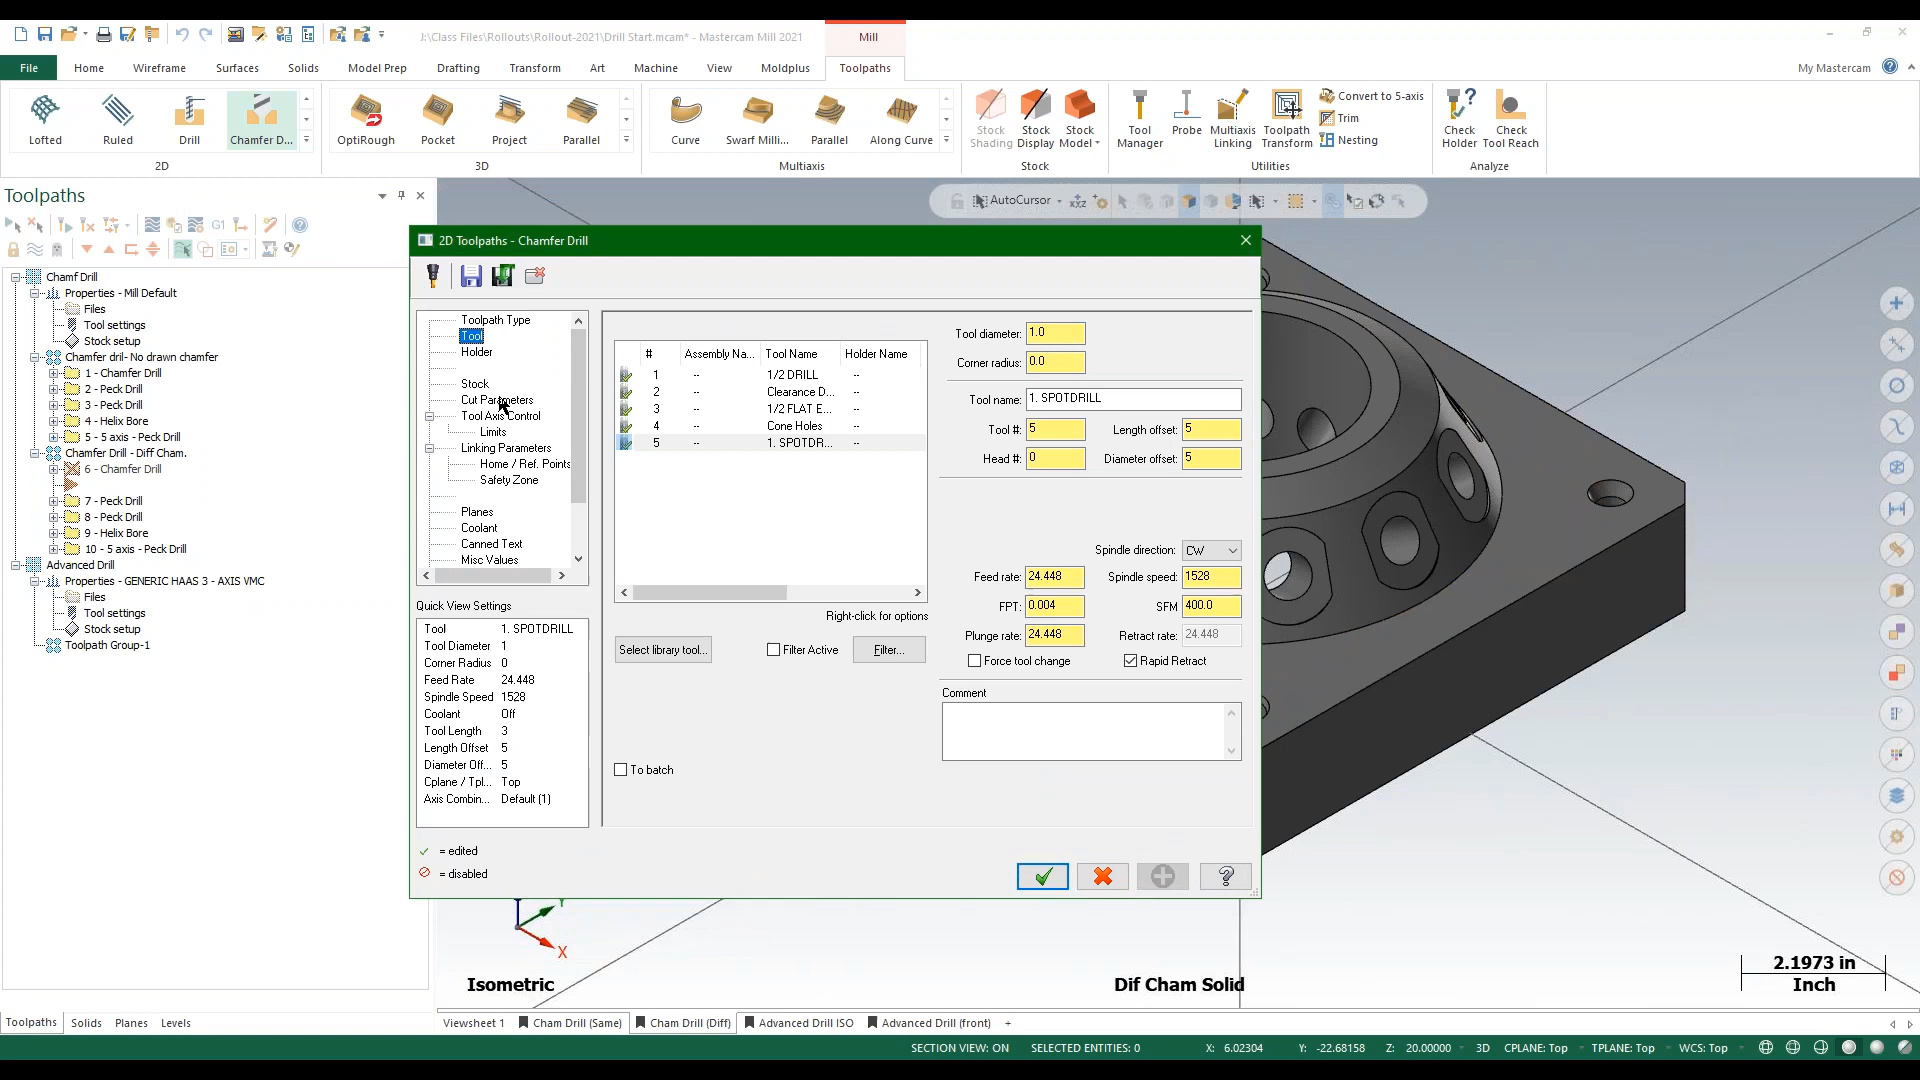 J:\Class Files\Rollouts\Rollout-2021\Drill Start.mcam* - Mastercam Mill 2021
Mill
File Home Wireframe Surfaces Solids Model Prep Drafting Transform Art Machine View Moldplus Toolpaths My Mastercam
Lofted Ruled Drill Chamfer D... OptiRough Pocket Project Parallel Curve Swarf Milli... Parallel Along Curve Stock Shading Stock Display Stock Model Tool Manager Probe Multiaxis Linking Toolpath Transform Convert to 5-axis Trim Nesting Check Holder Check Tool Reach
2D 3D Multiaxis Stock Utilities Analyze
Toolpaths
AutoCursor
G1
Chamf Drill
Properties - Mill Default
Files
Tool settings
Stock setup
Chamfer dril- No drawn chamfer
1 - Chamfer Drill
2 - Peck Drill
3 - Peck Drill
4 - Helix Bore
5 - 5 axis - Peck Drill
Chamfer Drill - Diff Cham.
6 - Chamfer Drill
7 - Peck Drill
8 - Peck Drill
9 - Helix Bore
10 - 5 axis - Peck Drill
Advanced Drill
Properties - GENERIC HAAS 3 - AXIS VMC
Files
Tool settings
Stock setup
Toolpath Group-1
2D Toolpaths - Chamfer Drill
Toolpath Type
Tool
Holder
Stock
Cut Parameters
Tool Axis Control
Limits
Linking Parameters
Home / Ref. Points
Safety Zone
Planes
Coolant
Canned Text
Misc Values
Quick View Settings
Tool 1. SPOTDRILL
Tool Diameter 1
Corner Radius 0
Feed Rate 24.448
Spindle Speed 1528
Coolant Off
Tool Length 3
Length Offset 5
Diameter Off... 5
Cplane / Tpl... Top
Axis Combin... Default (1)
= edited
= disabled
# Assembly Na... Tool Name Holder Name
1 -- 1/2 DRILL --
2 -- Clearance D... --
3 -- 1/2 FLAT E... --
4 -- Cone Holes --
5 -- 1. SPOTDR... --
Right-click for options
Select library tool...
Filter Active
Filter...
To batch
Tool diameter: 1.0
Corner radius: 0.0
Tool name: 1. SPOTDRILL
Tool #: 5 Length offset: 5
Head #: 0 Diameter offset: 5
Spindle direction: CW
Feed rate: 24.448 Spindle speed: 1528
FPT: 0.004 SFM 400.0
Plunge rate: 24.448 Retract rate: 24.448
Force tool change Rapid Retract
Comment
Y
X
Isometric
Dif Cham Solid
2.1973 in
Inch
Toolpaths Solids Planes Levels
Viewsheet 1 Cham Drill (Same) Cham Drill (Diff) Advanced Drill ISO Advanced Drill (front) +
SECTION VIEW: ON SELECTED ENTITIES: 0 X: 6.02304 Y: -22.68158 Z: 20.00000 3D CPLANE: Top TPLANE: Top WCS: Top